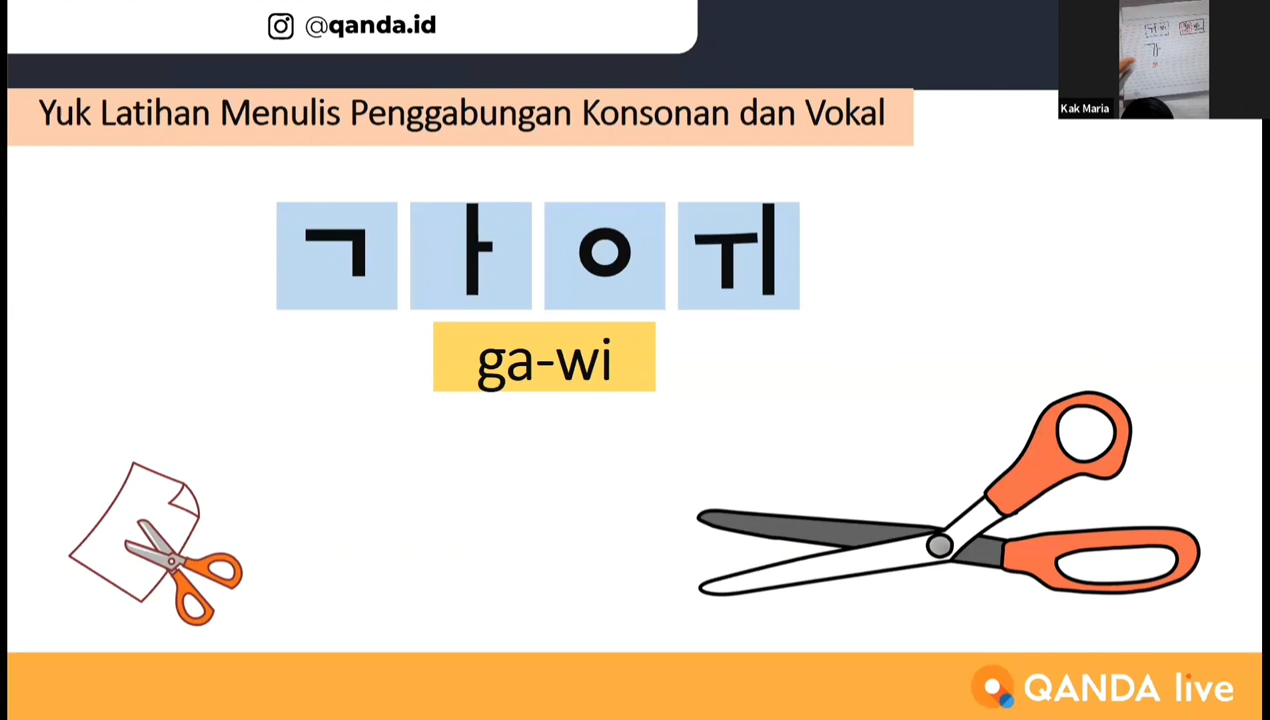 @qanda.id
Kak Maria
Yuk Latihan Menulis Penggabungan Konsonan dan Vokal
ㄱ ㅏ ㅇ ㅟ
ga-wi
QANDA live